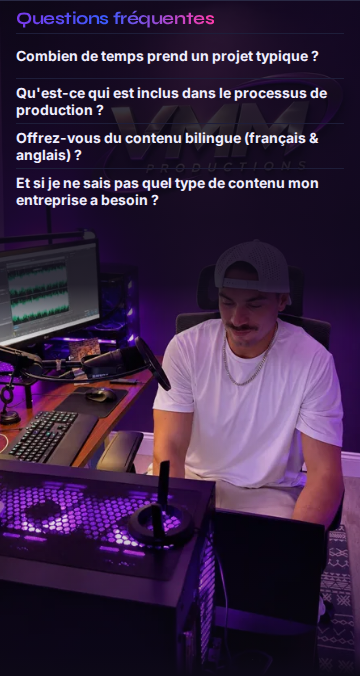 Questions fréquentes
Combien de temps prend un projet typique ?
Qu'est-ce qui est inclus dans le processus de
production ?
Offrez-vous du contenu bilingue (français &
anglais) ?
VMM
PRODUCTIONS
Et si je ne sais pas quel type de contenu mon
entreprise a besoin ?